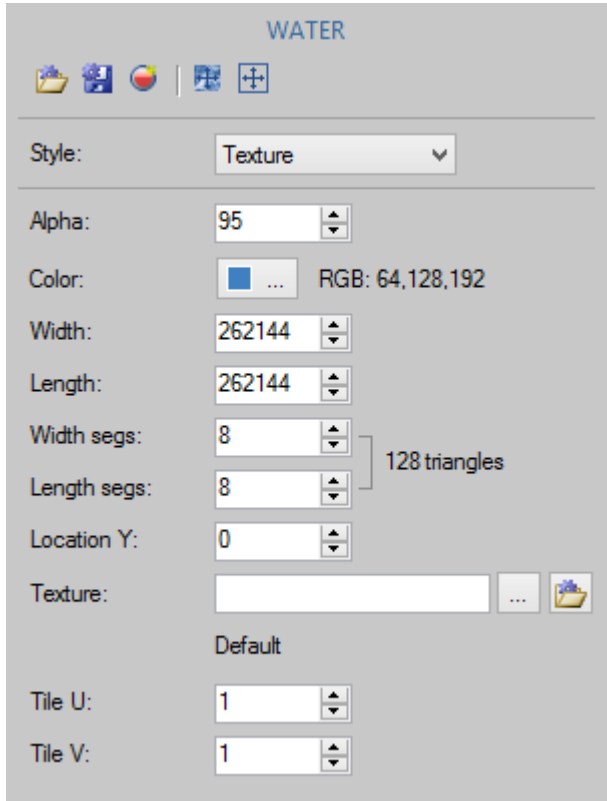 WATER
Style: Texture
Alpha: 95
Color: ... RGB: 64,128,192
Width: 262144
Length: 262144
Width segs: 8
128 triangles
Length segs: 8
Location Y: 0
Texture: ...
Default
Tile U: 1
Tile V: 1